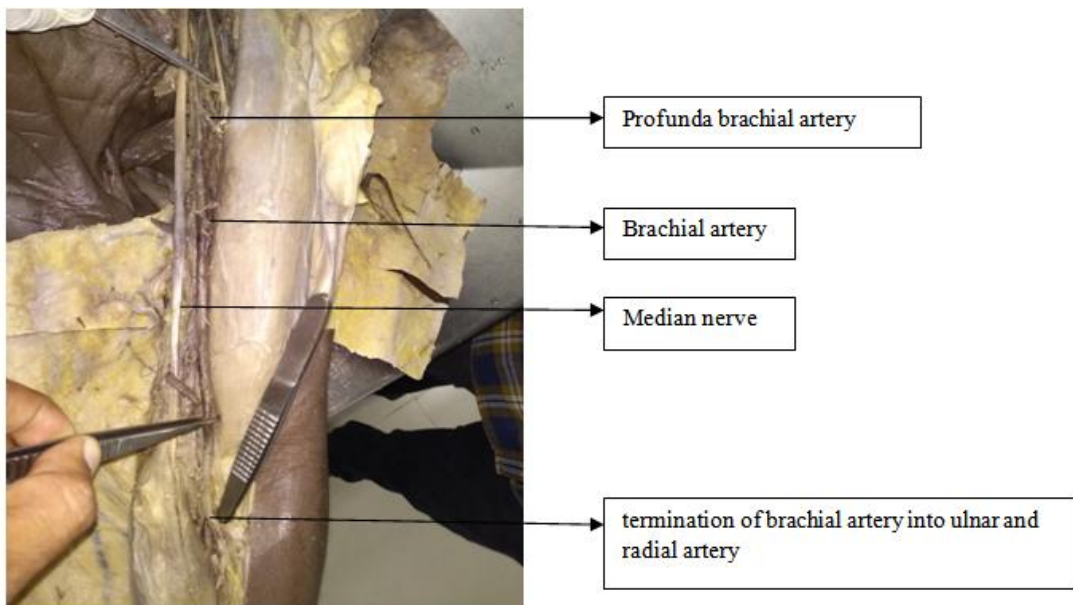 Profunda brachial artery
Brachial artery
Median nerve
termination of brachial artery into ulnar and
radial artery